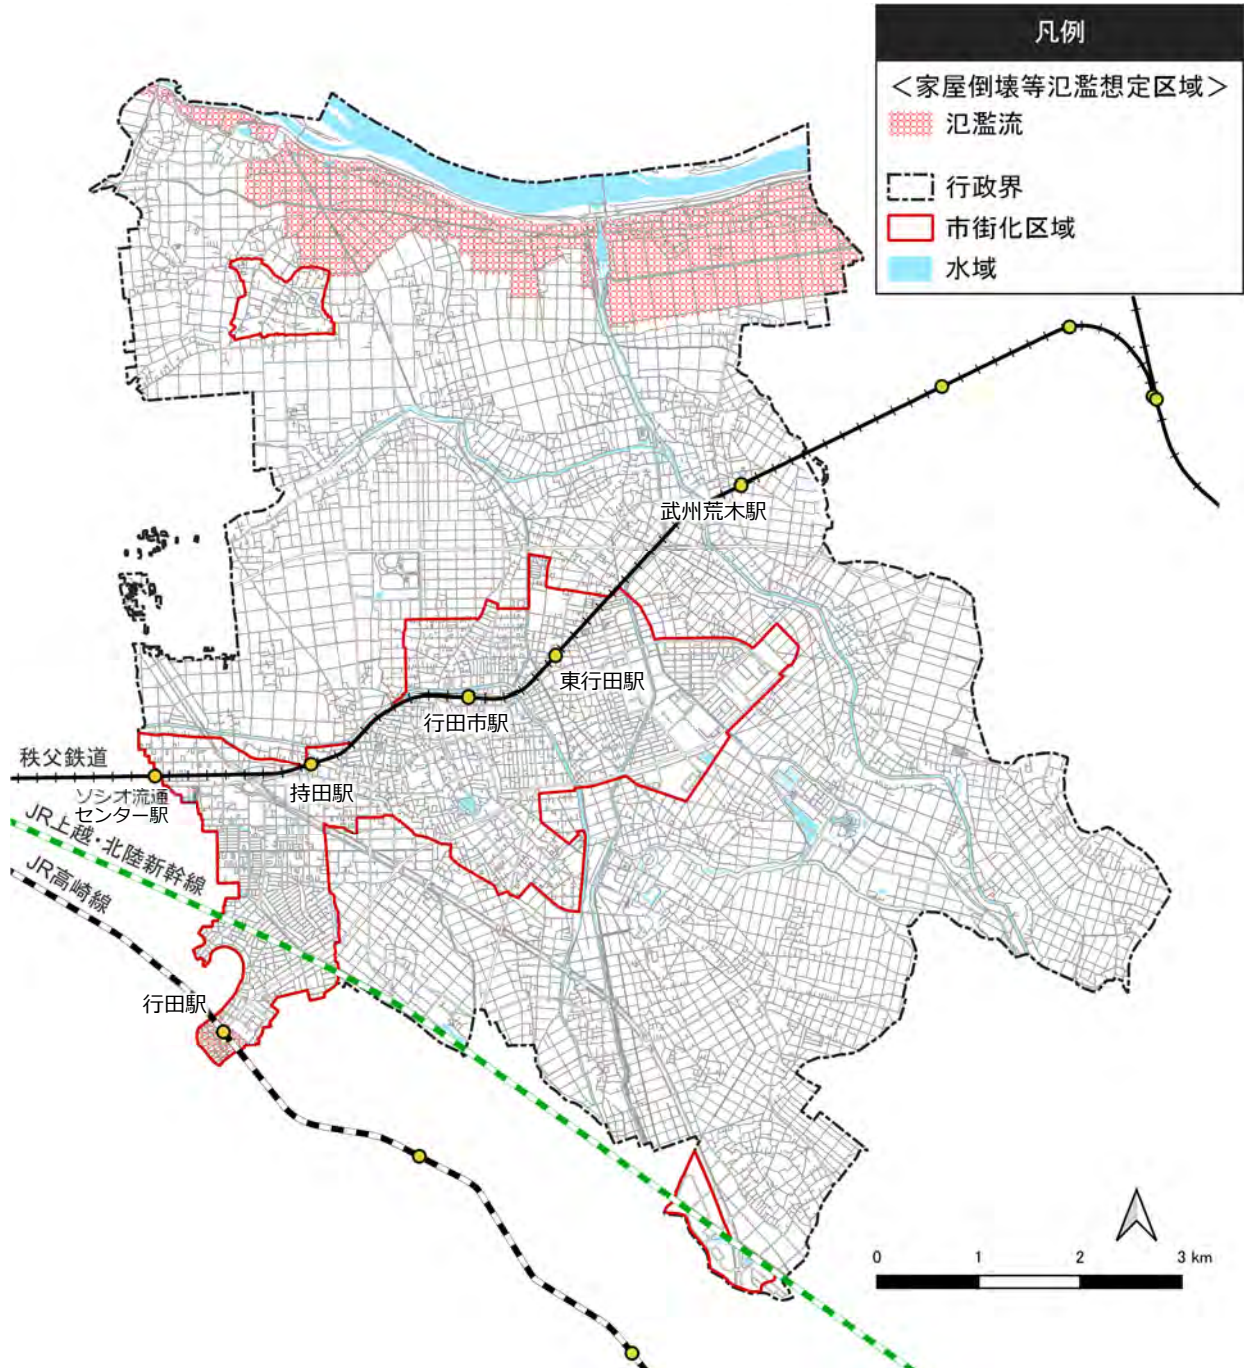 凡例
＜家屋倒壊等氾濫想定区域＞
氾濫流
行政界
市街化区域
水域
武州荒木駅
東行田駅
行田市駅
秩父鉄道
持田駅
ソシオ流通
センター駅
JR上越・北陸新幹線
JR高崎線
行田駅
0 1 2 3 km